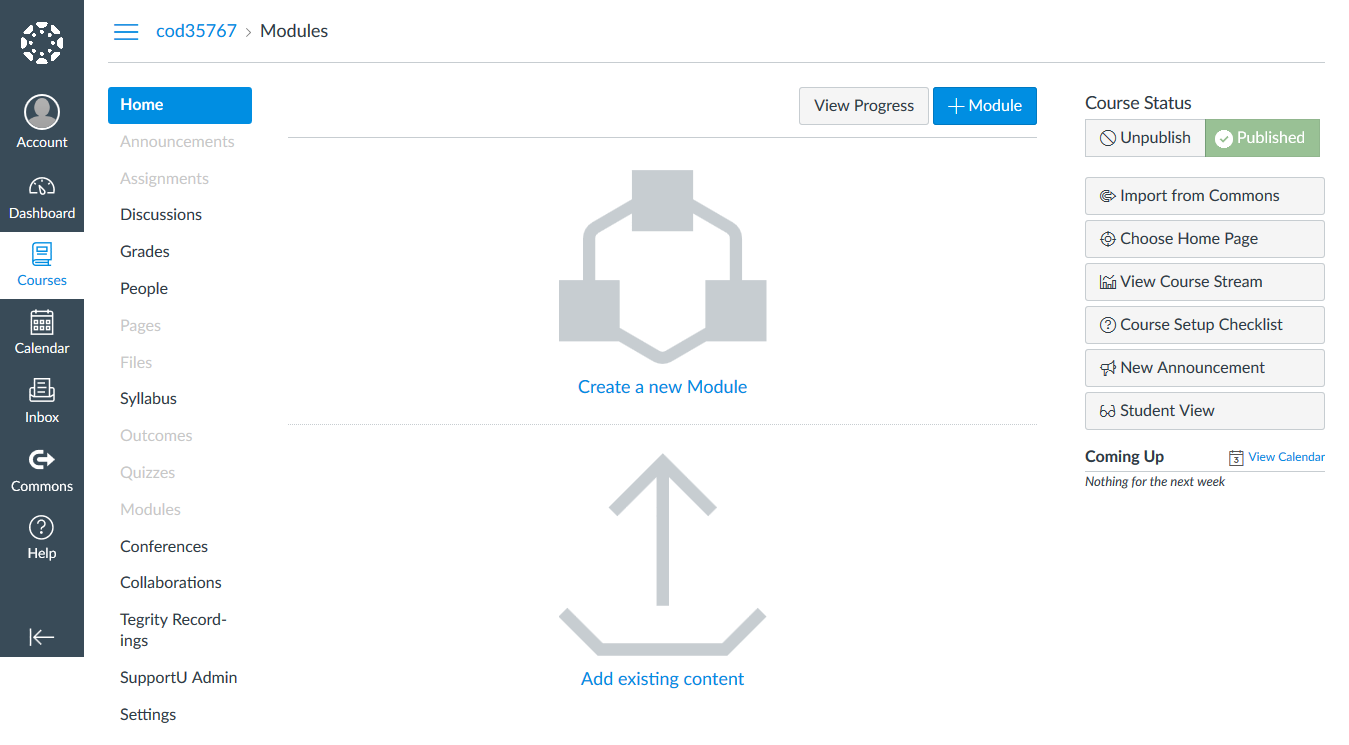 cod35767 > Modules
Account
Dashboard
Courses
Calendar
Inbox
Commons
Help
Home
Announcements
Assignments
Discussions
Grades
People
Pages
Files
Syllabus
Outcomes
Quizzes
Modules
Conferences
Collaborations
Tegrity Record-
ings
SupportU Admin
Settings
View Progress
+ Module
Create a new Module
Add existing content
Course Status
Unpublish
Published
Import from Commons
Choose Home Page
View Course Stream
Course Setup Checklist
New Announcement
Student View
Coming Up
3 View Calendar
Nothing for the next week